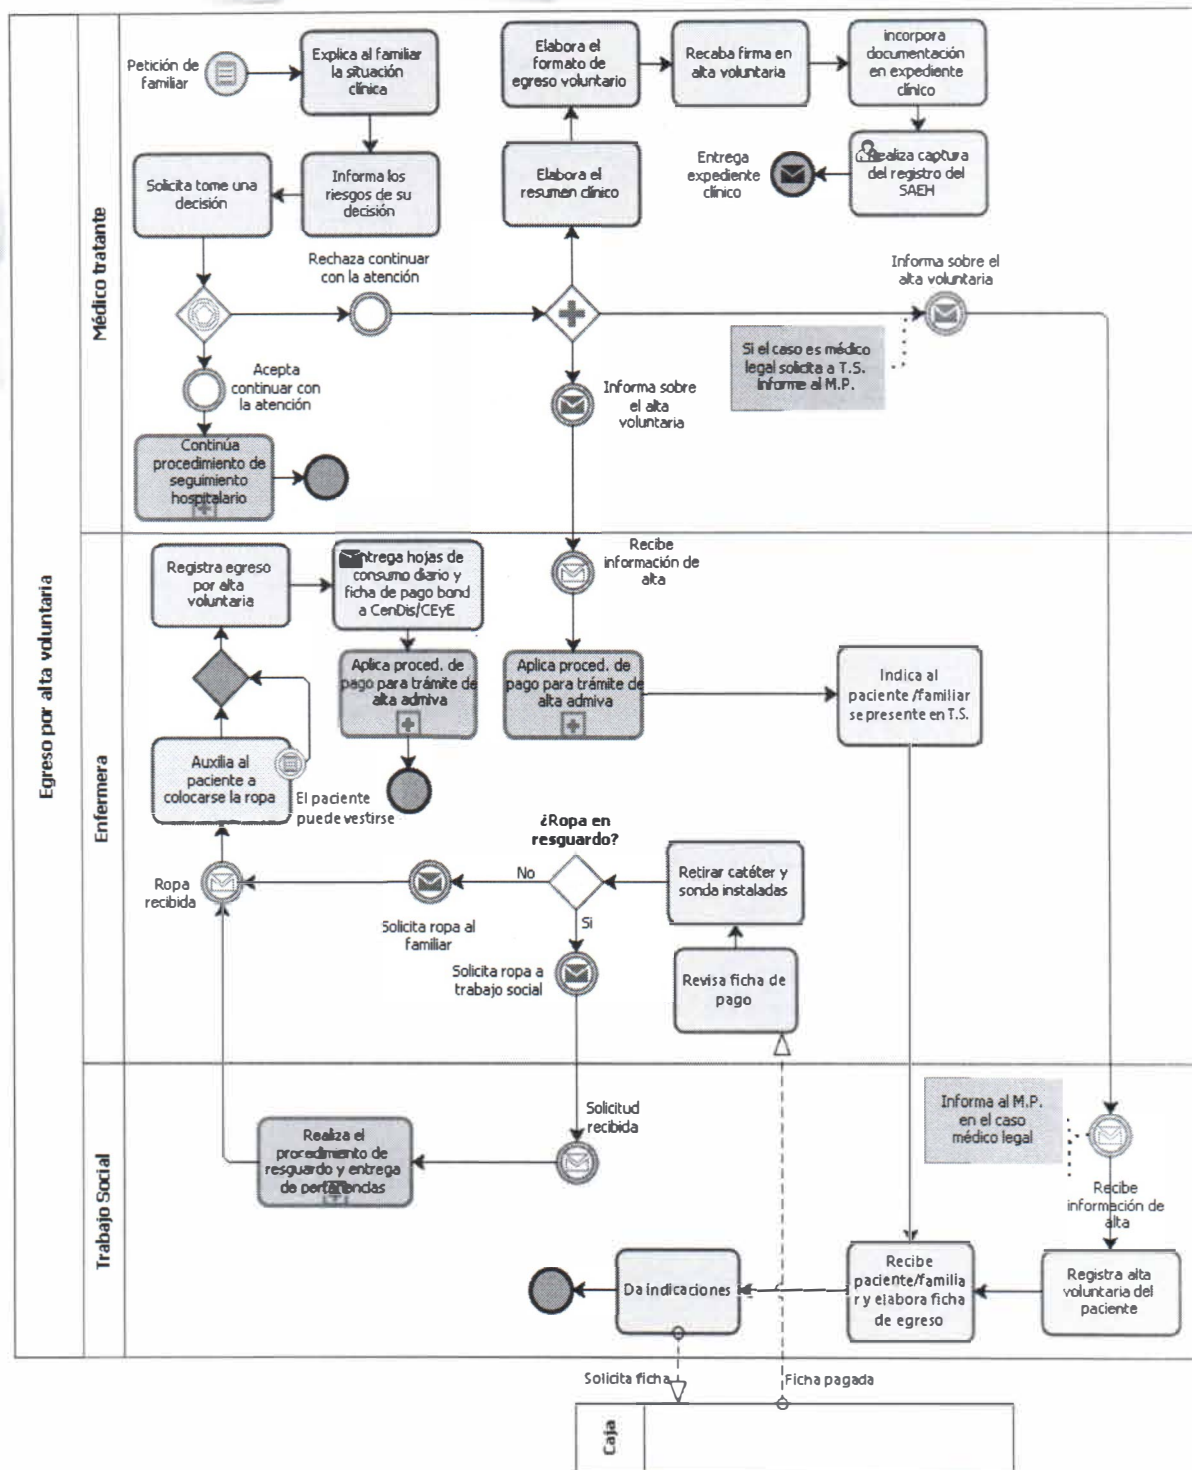 Egreso por alta voluntaria
Médico tratante
Petición de
familiar
Explica al familiar
la situación
clínica
Informa los
riesgos de su
decisión
Solicita tome una
decisión
Rechaza continuar
con la atención
Acepta
continuar con
la atención
Continúa
procedimiento de
seguimiento
hospitalario
Elabora el
formato de
egreso voluntario
Recaba firma en
alta voluntaria
incorpora
documentación
en expediente
clínico
Elabora el
resumen clínico
Entrega
expediente
clínico
Realiza captura
del registro del
SAEH
Informa sobre el
alta voluntaria
Si el caso es médico
legal solicita a T.S.
informe al M.P.
Informa sobre
el alta
voluntaria
Enfermera
Registra egreso
por alta
voluntaria
Entrega hojas de
consumo diario y
ficha de pago bond
a CenDis/CEyE
Recibe
información de
alta
Aplica proced. de
pago para trámite de
alta admiva
Aplica proced. de
pago para trámite de
alta admiva
Indica al
paciente/familiar
se presente en T.S.
Auxilia al
paciente a
colocarse la ropa
El paciente
puede vestirse
¿Ropa en
resguardo?
No
Si
Retirar catéter y
sonda instaladas
Ropa
recibida
Solicita ropa al
familiar
Solicita ropa a
trabajo social
Revisa ficha de
pago
Trabajo Social
Solicitud
recibida
Realiza el
procedimiento de
resguardo y entrega
de pertenencias
Informa al M.P.
en el caso
médico legal
Recibe
información de
alta
Da indicaciones
Recibe
paciente/familia
r y elabora ficha
de egreso
Registra alta
voluntaria del
paciente
Solicita ficha
Ficha pagada
Caja